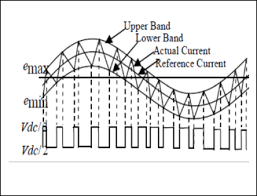 Upper Band
Lower Band
Actual Current
Reference Current
emax
emin
Vdc/2
Vdc/2